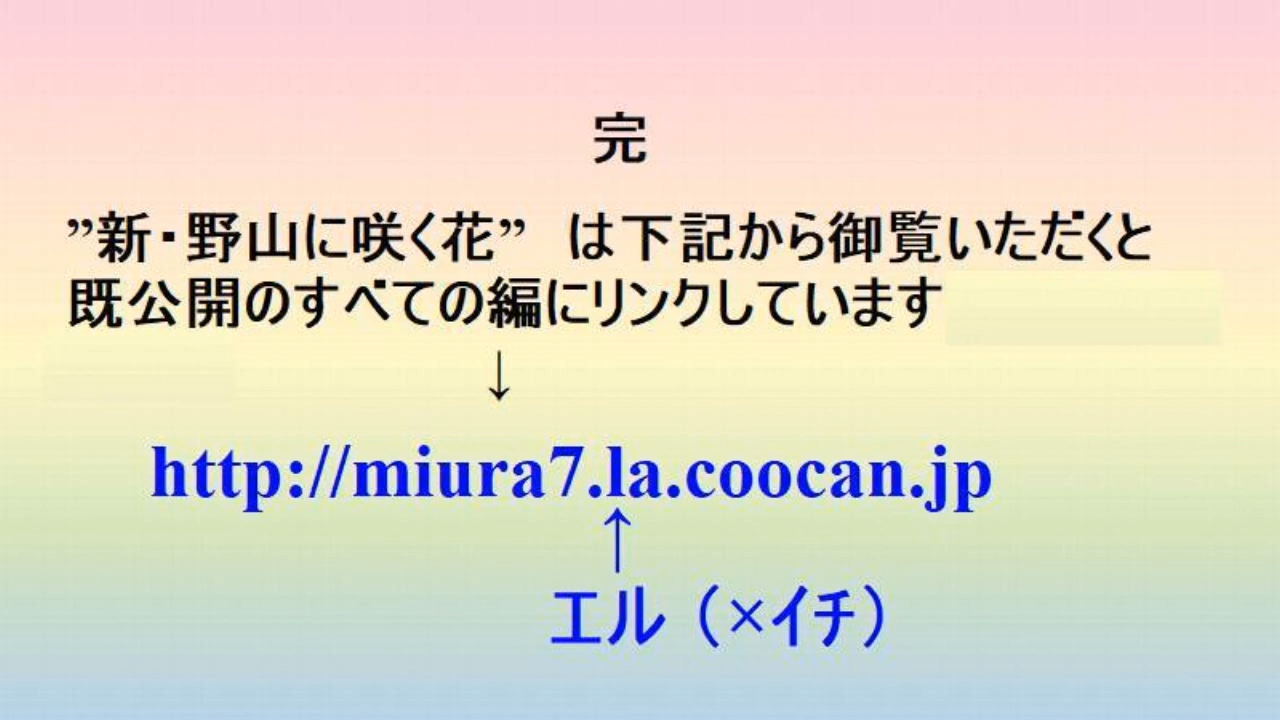 完
”新・野山に咲く花”　は下記から御覧いただくと
既公開のすべての編にリンクしています
↓
http://miura7.la.coocan.jp
↑
エル（×イチ）